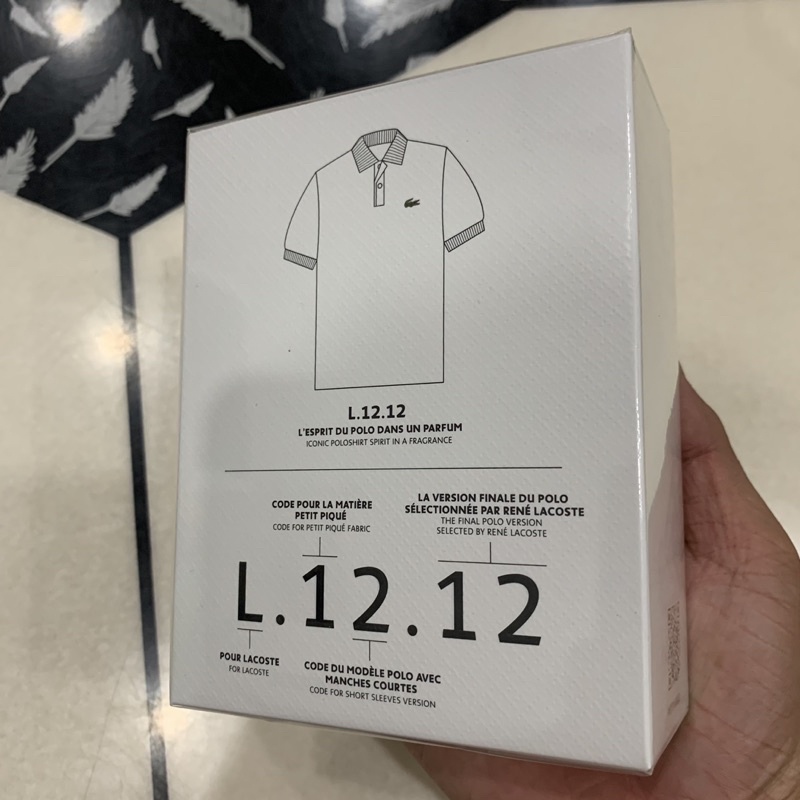 L.12.12
L'ESPRIT DU POLO DANS UN PARFUM
ICONIC POLOSHIRT SPIRIT IN A FRAGRANCE
CODE POUR LA MATIÈRE
PETIT PIQUÉ
CODE FOR PETIT PIQUÉ FABRIC
LA VERSION FINALE DU POLO
SÉLECTIONNÉE PAR RENÉ LACOSTE
THE FINAL POLO VERSION
SELECTED BY RENÉ LACOSTE
L.12.12
POUR LACOSTE
FOR LACOSTE
CODE DU MODÈLE POLO AVEC
MANCHES COURTES
CODE FOR SHORT SLEEVES VERSION